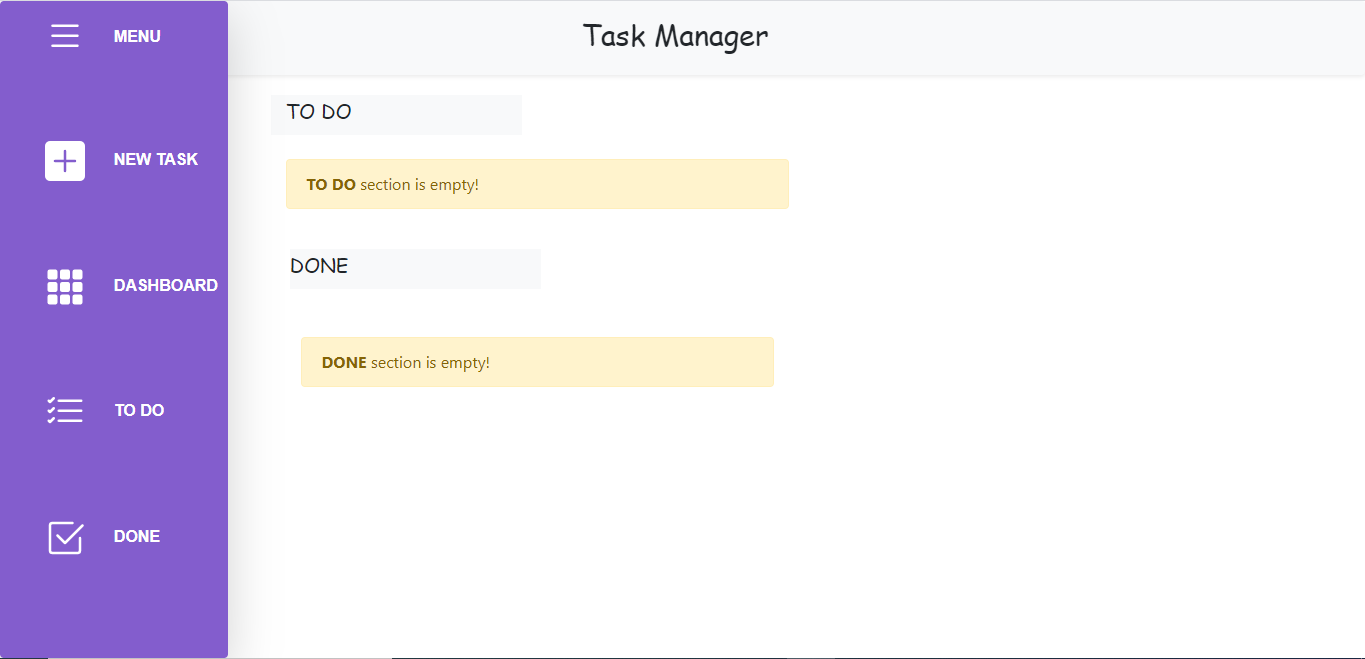 MENU
Task Manager
NEW TASK
DASHBOARD
TO DO
DONE
TO DO
TO DO section is empty!
DONE
DONE section is empty!